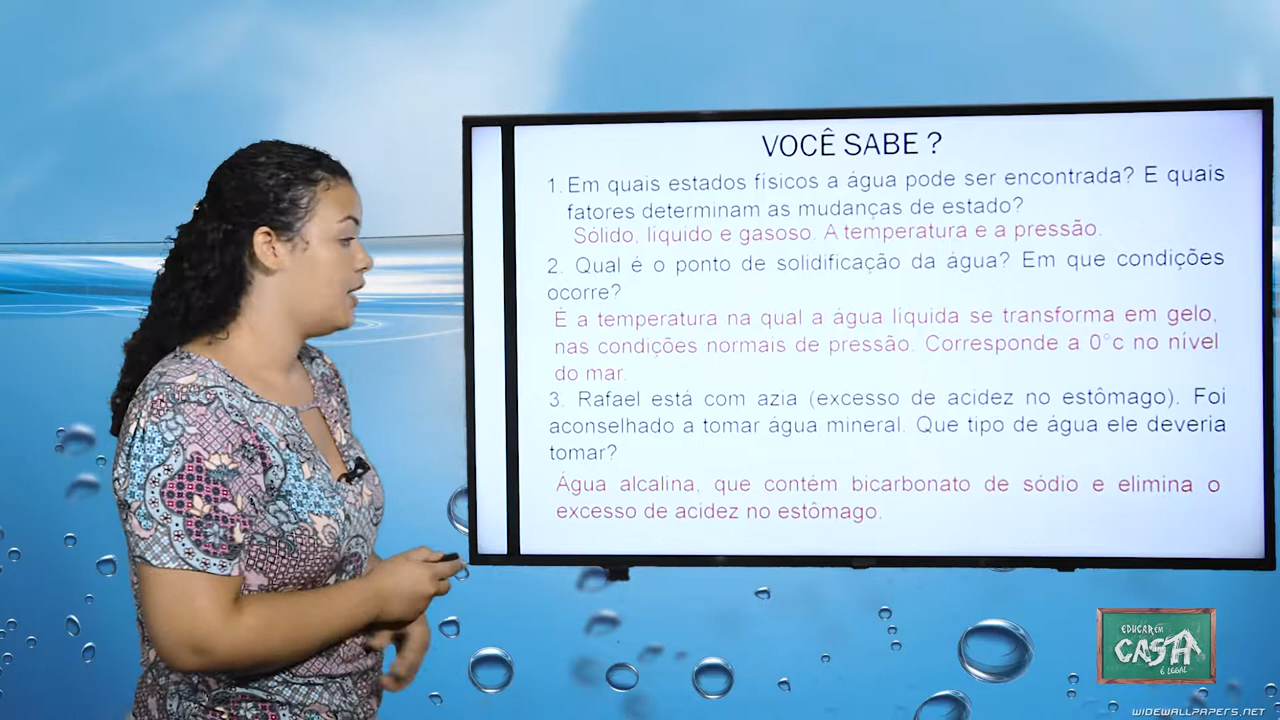 VOCÊ SABE ?
1. Em quais estados físicos a água pode ser encontrada? E quais
fatores determinam as mudanças de estado?
Sólido, líquido e gasoso. A temperatura e a pressão.
2. Qual é o ponto de solidificação da água? Em que condições
ocorre?
É a temperatura na qual a água líquida se transforma em gelo,
nas condições normais de pressão. Corresponde a 0°c no nível
do mar.
3. Rafael está com azia (excesso de acidez no estômago). Foi
aconselhado a tomar água mineral. Que tipo de água ele deveria
tomar?
Água alcalina, que contém bicarbonato de sódio e elimina o
excesso de acidez no estômago.
EDUCAR EM
CASA
É LEGAL
WIDEWALLPAPERS.NET